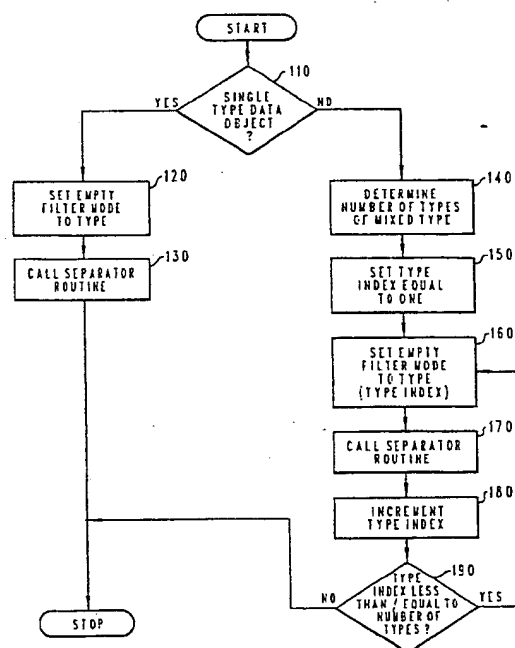 START
110
SINGLE
TYPE DATA
OBJECT
?
YES
NO
120
SET EMPTY
FILTER MODE
TO TYPE
130
CALL SEPARATOR
ROUTINE
140
DETERMINE
NUMBER OF TYPES
OF MIXED TYPE
150
SET TYPE
INDEX EQUAL
TO ONE
160
SET EMPTY
FILTER MODE
TO TYPE
(TYPE INDEX)
170
CALL SEPARATOR
ROUTINE
180
INCREMENT
TYPE INDEX
190
TYPE
INDEX LESS
THAN / EQUAL TO
NUMBER OF
TYPES ?
NO
YES
STOP